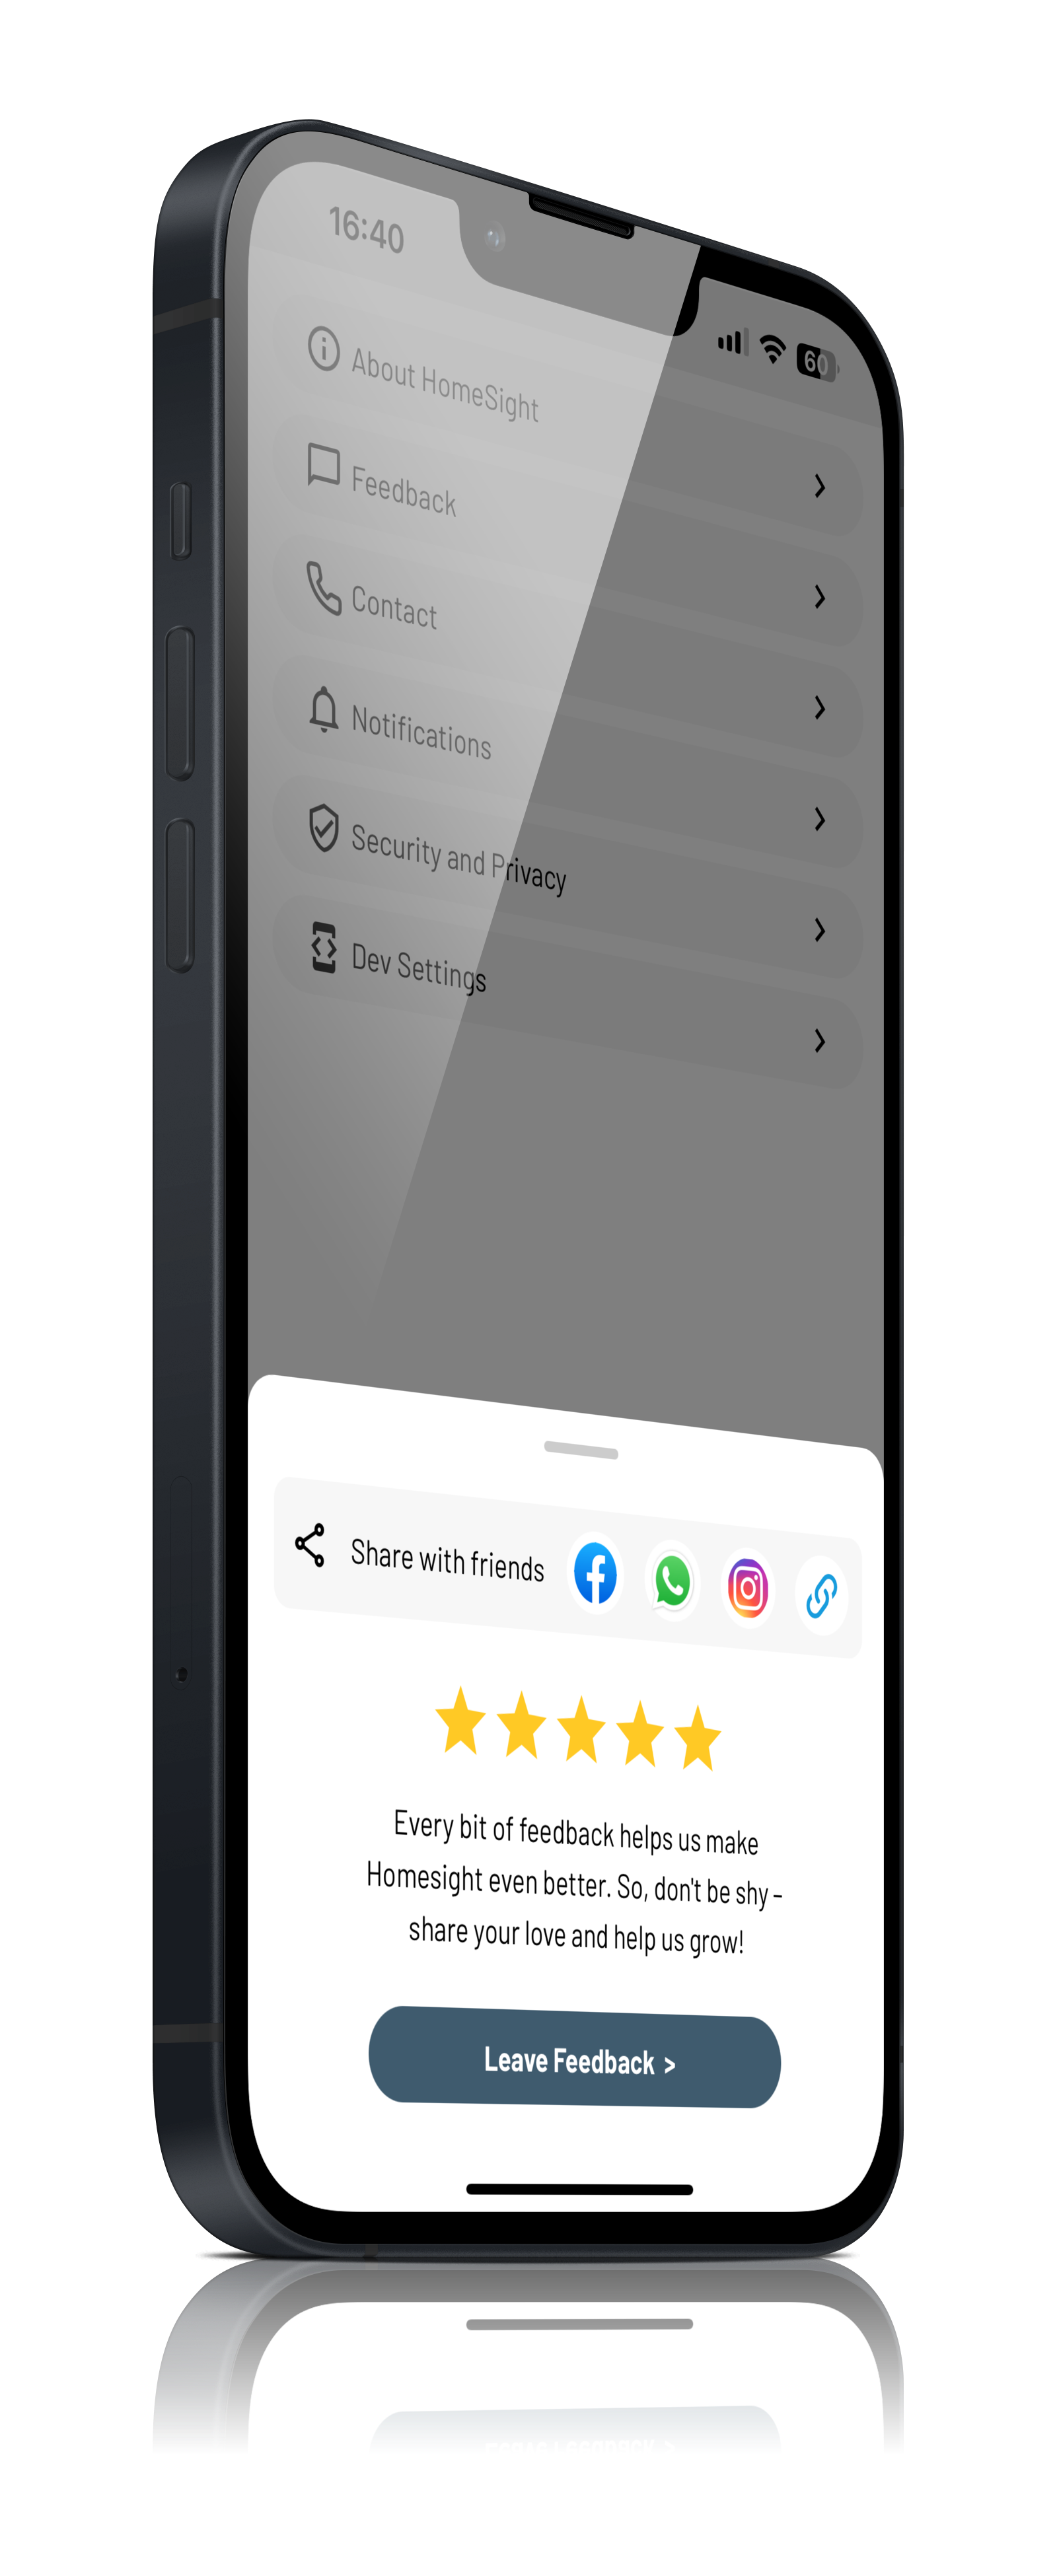 16:40
60
About HomeSight
Feedback
Contact
Notifications
Security and Privacy
Dev Settings
Share with friends
Every bit of feedback helps us make
Homesight even better. So, don't be shy –
share your love and help us grow!
Leave Feedback >